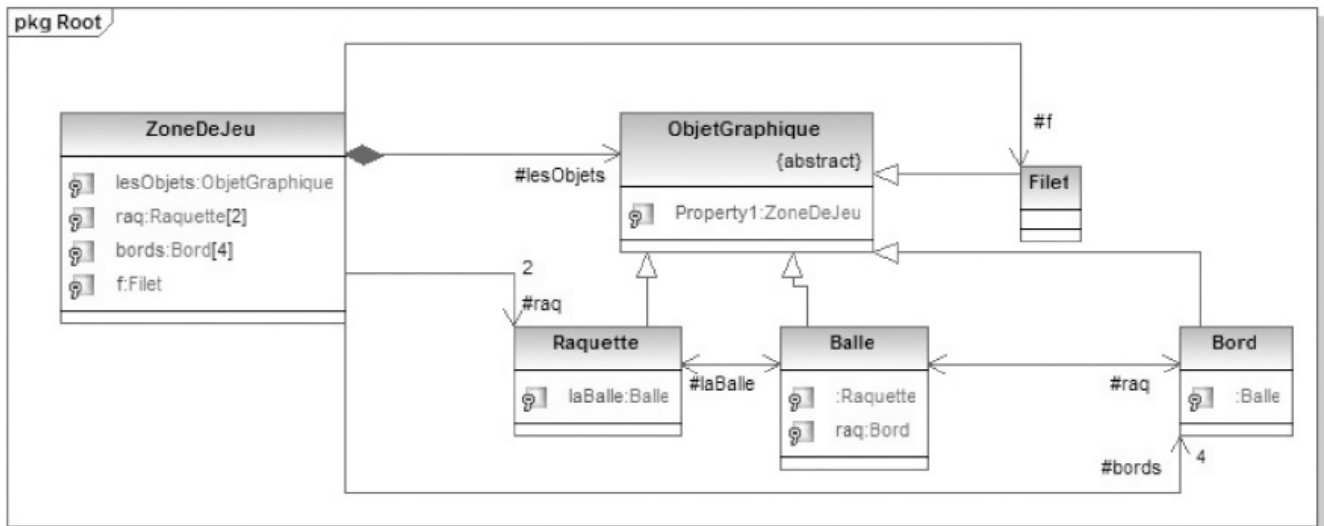 pkg Root
ZoneDeJeu
lesObjets:ObjetGraphique
raq:Raquette[2]
bords:Bord[4]
f:Filet
#lesObjets
ObjetGraphique
{abstract}
Property1:ZoneDeJeu
#f
Filet
2
#raq
Raquette
laBalle:Balle
#laBalle
Balle
:Raquette
raq:Bord
#raq
Bord
:Balle
#bords
4